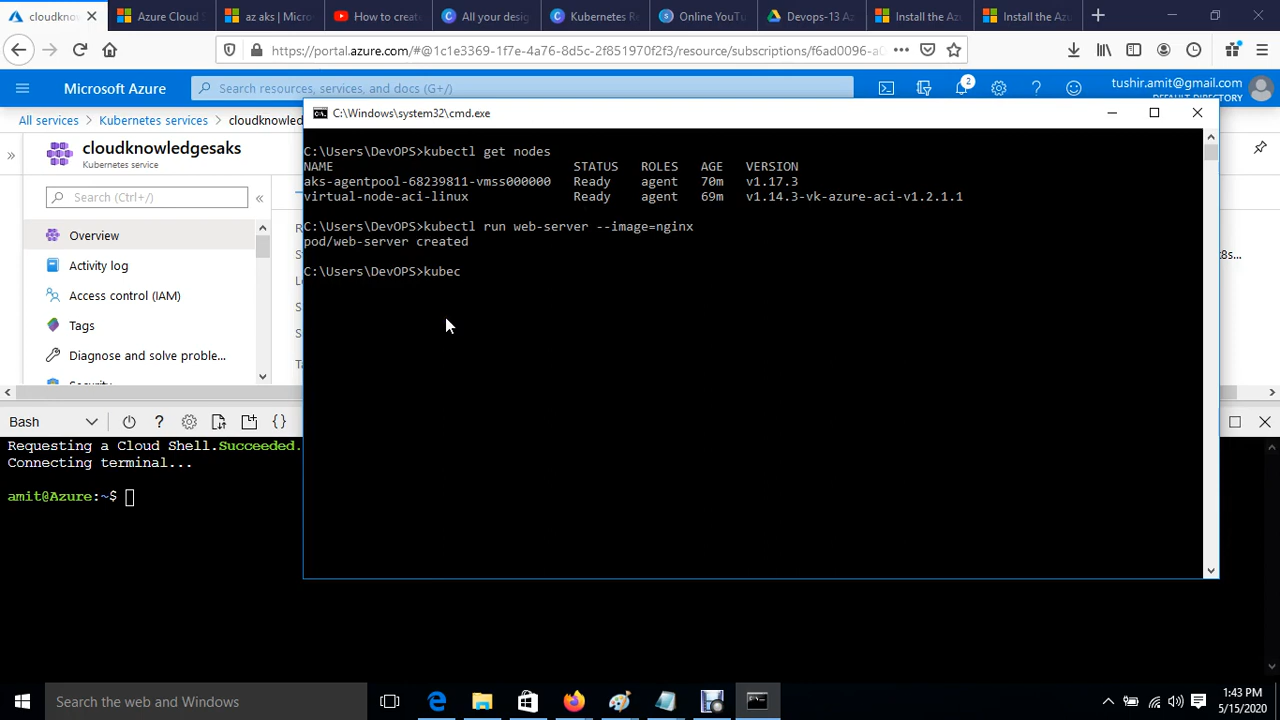 cloudknow
Azure Cloud S
az aks | Micro
How to creat
All your desig
Kubernetes R
Online YouTu
Devops-13 A
Install the Az
Install the Az
https://portal.azure.com/#@1c1e3369-1f7e-4a76-8d5c-2f851970f2f3/resource/subscriptions/f6ad0096-a
Microsoft Azure
Search resources, services, and docs (G+/)
2
tushir.amit@gmail.com
DEFAULT DIRECTORY
All services > Kubernetes services > cloudknowled
cloudknowledgesaks
Kubernetes service
Search (Control+/)
Overview
Activity log
Access control (IAM)
Tags
Diagnose and solve proble...
Security
k8s...
C:\Windows\system32\cmd.exe
C:\Users\DevOPS>kubectl get nodes
NAME STATUS ROLES AGE VERSION
aks-agentpool-68239811-vmss000000 Ready agent 70m v1.17.3
virtual-node-aci-linux Ready agent 69m v1.14.3-vk-azure-aci-v1.2.1.1
C:\Users\DevOPS>kubectl run web-server --image=nginx
pod/web-server created
C:\Users\DevOPS>kubec
Bash
Requesting a Cloud Shell.Succeeded.
Connecting terminal...
amit@Azure:~$
Search the web and Windows
1:43 PM
5/15/2020